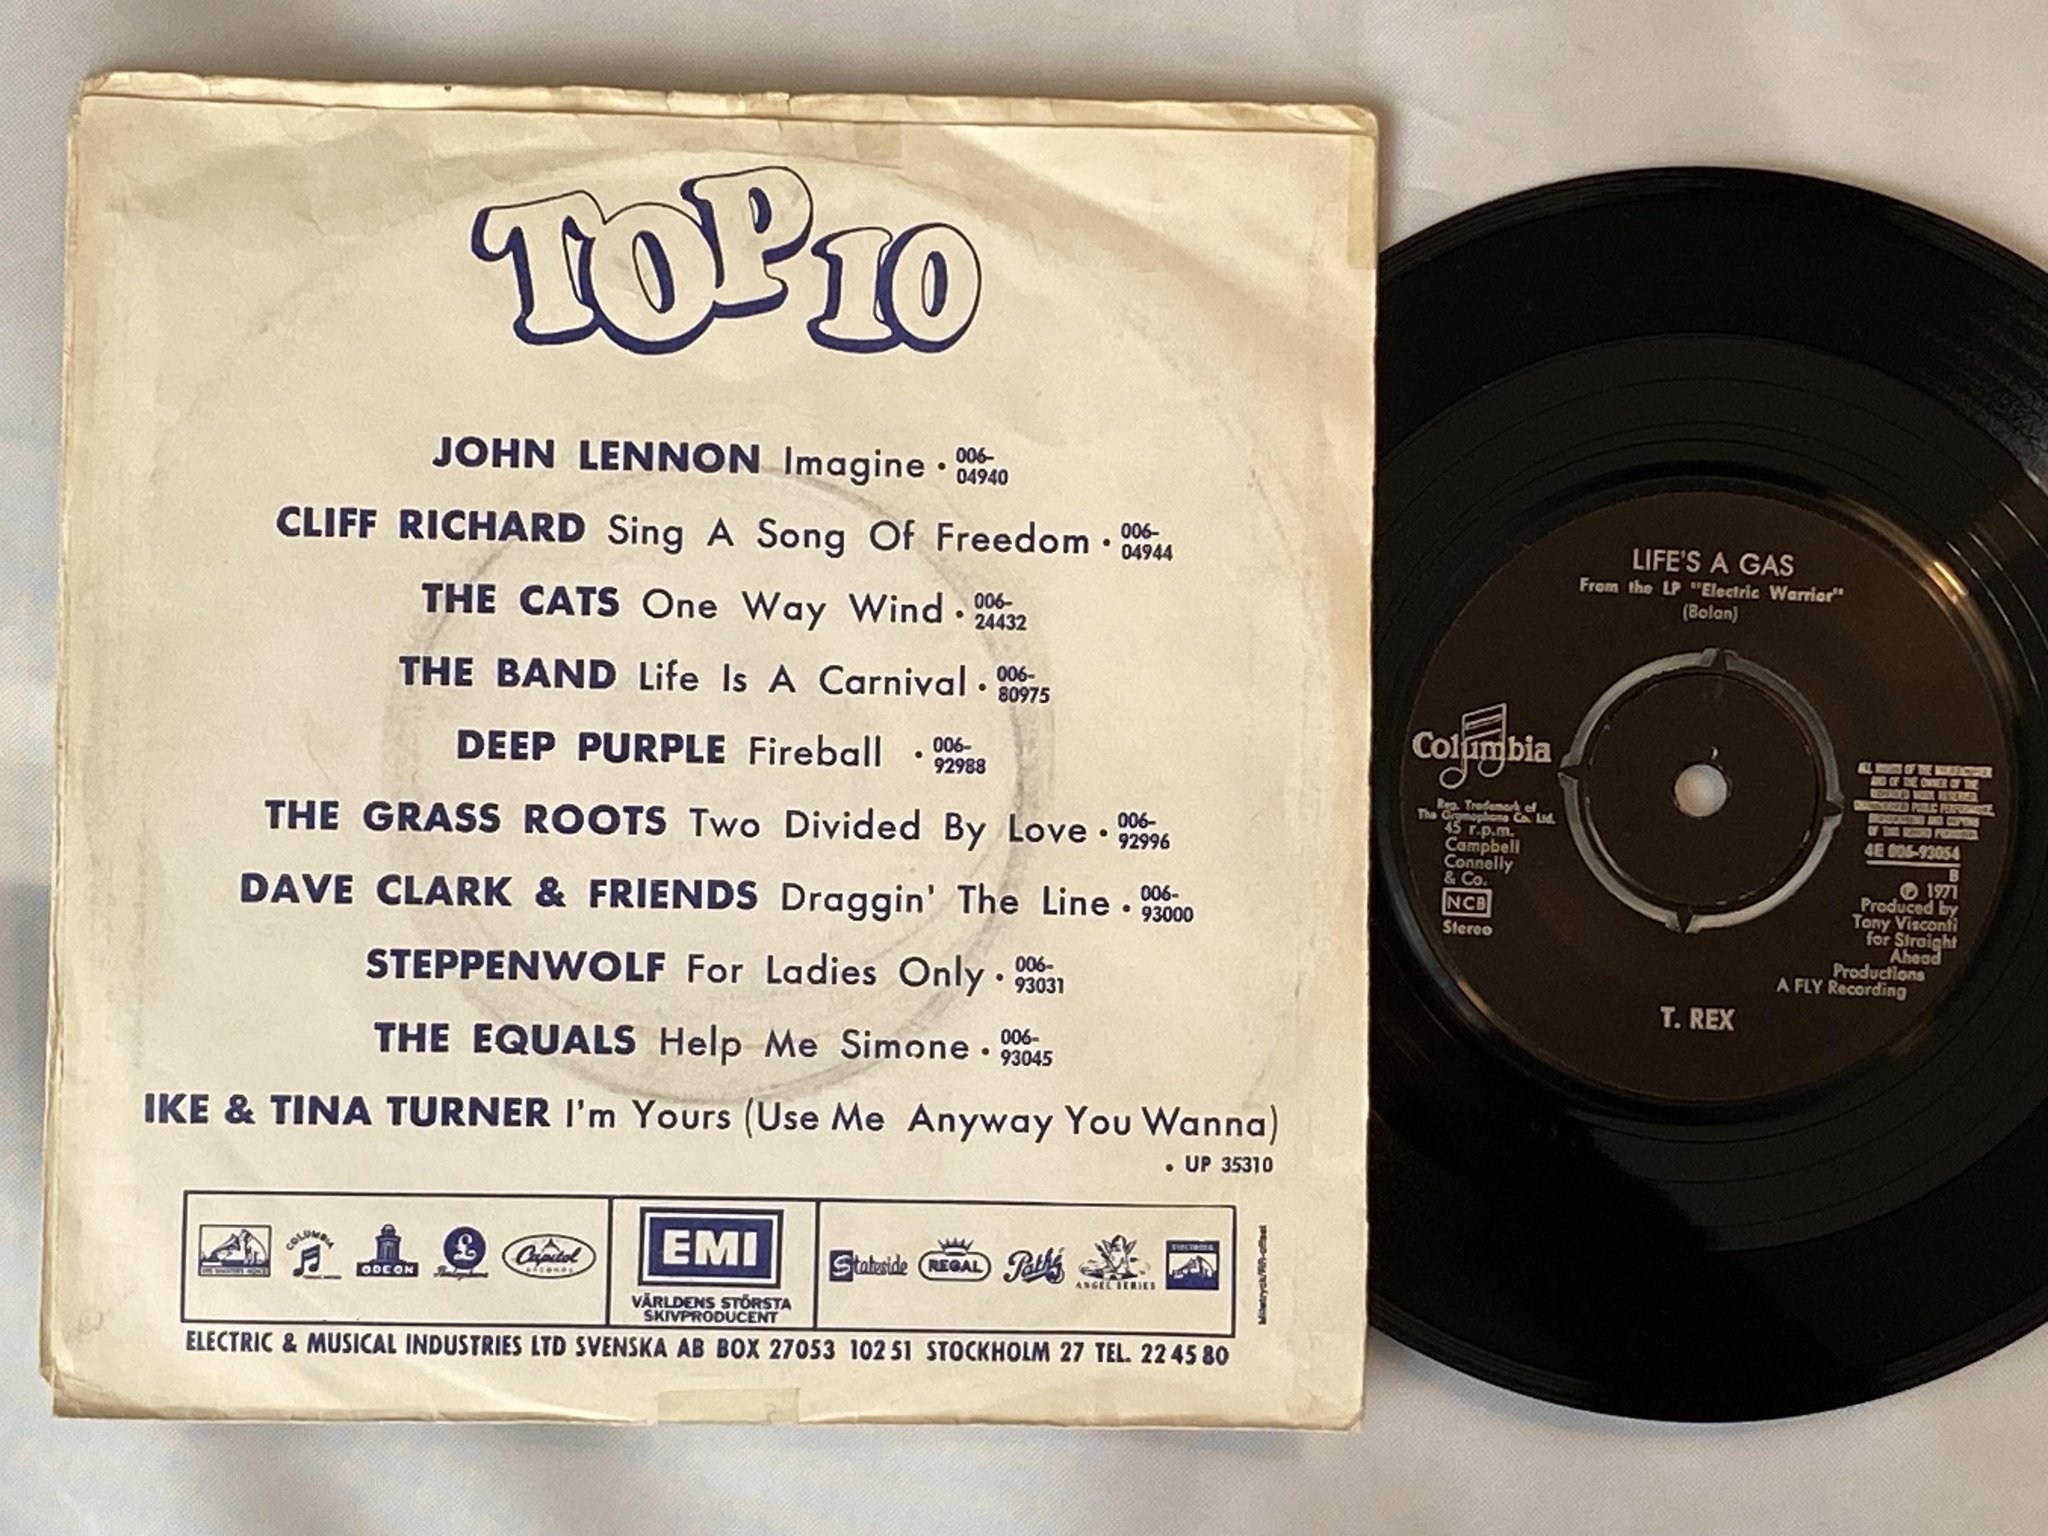 TOP 10
JOHN LENNON Imagine • 006-04940
CLIFF RICHARD Sing A Song Of Freedom • 006-04944
THE CATS One Way Wind • 006-24432
THE BAND Life Is A Carnival • 006-80975
DEEP PURPLE Fireball • 006-92988
THE GRASS ROOTS Two Divided By Love • 006-92996
DAVE CLARK & FRIENDS Draggin' The Line • 006-93000
STEPPENWOLF For Ladies Only • 006-93031
THE EQUALS Help Me Simone • 006-93045
IKE & TINA TURNER I'm Yours (Use Me Anyway You Wanna)
• UP 35310
COLUMBIA
ODEON
Parlophone
Capitol
RECORDS
EMI
VÄRLDENS STÖRSTA
SKIVPRODUCENT
Stateside
REGAL
Pathé
ANGEL SERIES
ELECTRIC & MUSICAL INDUSTRIES LTD SVENSKA AB BOX 27053 102 51 STOCKHOLM 27 TEL. 22 45 80
LIFE'S A GAS
From the LP "Electric Warrior"
(Bolan)
Columbia
Reg. Trademark of
The Gramophone Co. Ltd.
45 r.p.m.
Campbell
Connelly
& Co.
NCB
Stereo
4E 006-93054
B
℗ 1971
Produced by
Tony Visconti
for Straight
Ahead
Productions
A FLY Recording
T. REX